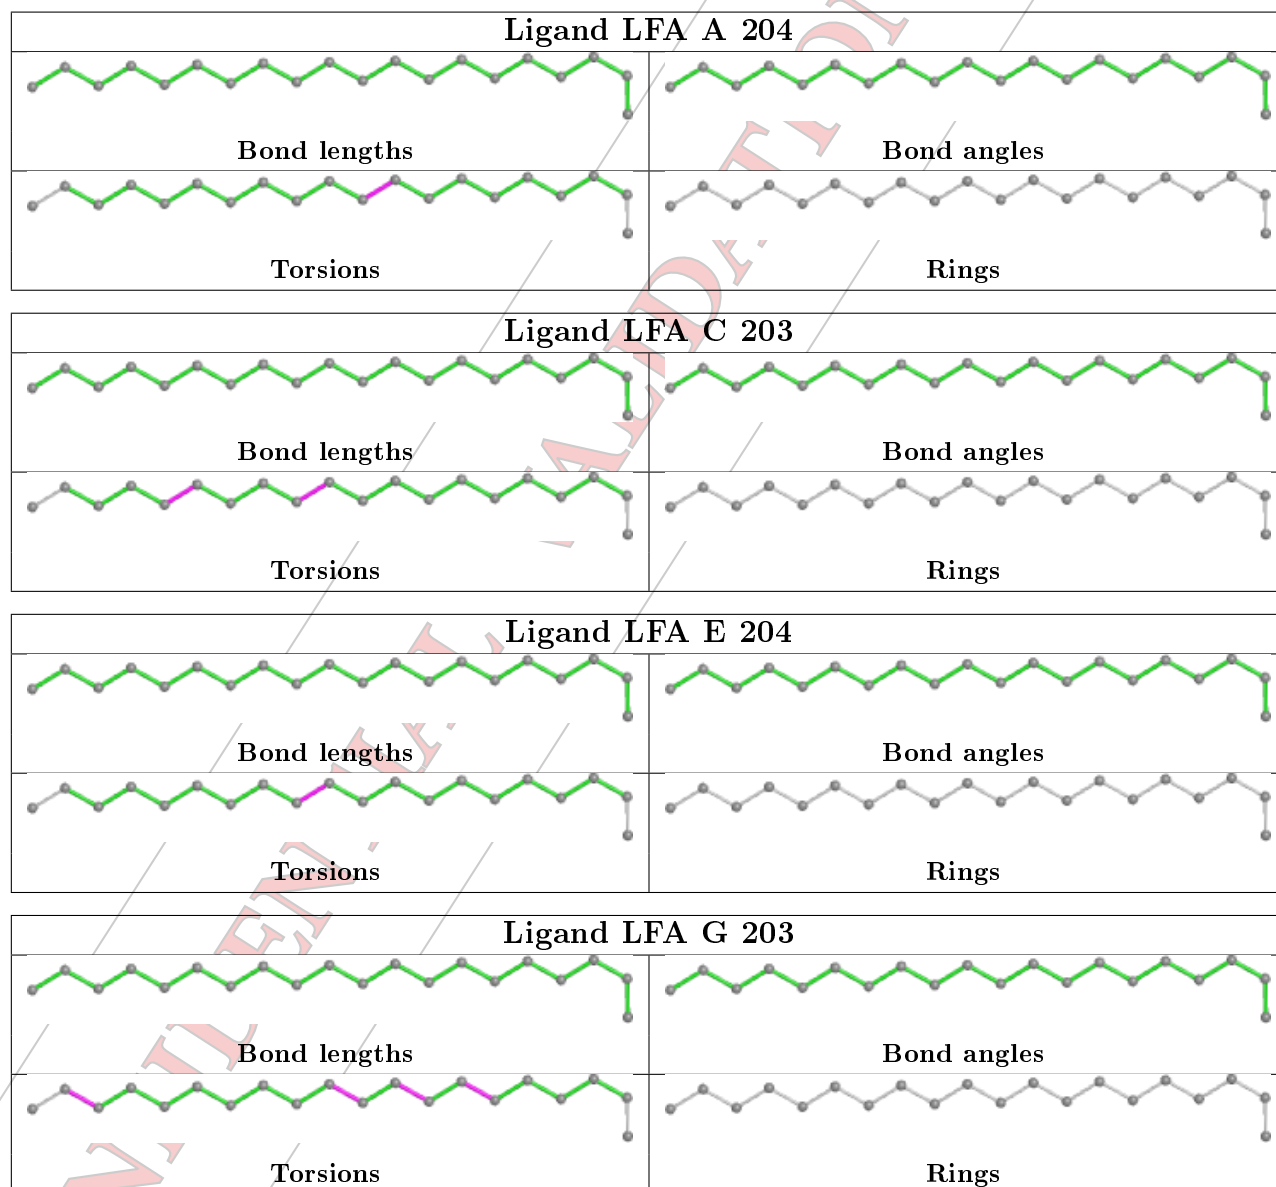 Ligand LFA A 204
Bond lengths Bond angles
Torsions Rings
Ligand LFA C 203
Bond lengths Bond angles
Torsions Rings
Ligand LFA E 204
Bond lengths Bond angles
Torsions Rings
Ligand LFA G 203
Bond lengths Bond angles
Torsions Rings